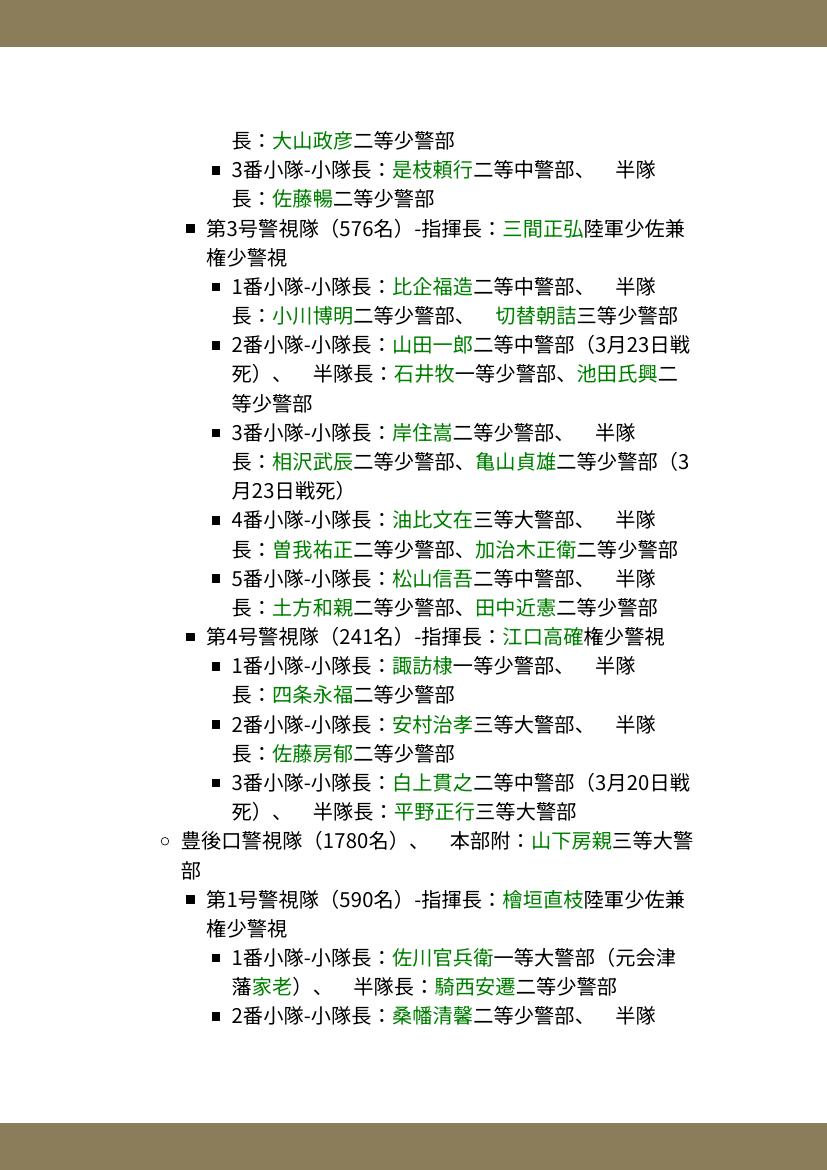 長：大山政彦二等少警部
3番小隊-小隊長：是枝頼行二等中警部、　半隊
長：佐藤暢二等少警部
第3号警視隊（576名）-指揮長：三間正弘陸軍少佐兼
権少警視
1番小隊-小隊長：比企福造二等中警部、　半隊
長：小川博明二等少警部、　切替朝詰三等少警部
2番小隊-小隊長：山田一郎二等中警部（3月23日戦
死）、　半隊長：石井牧一等少警部、池田氏興二
等少警部
3番小隊-小隊長：岸住嵩二等少警部、　半隊
長：相沢武辰二等少警部、亀山貞雄二等少警部（3
月23日戦死）
4番小隊-小隊長：油比文在三等大警部、　半隊
長：曽我祐正二等少警部、加治木正衛二等少警部
5番小隊-小隊長：松山信吾二等中警部、　半隊
長：土方和親二等少警部、田中近憲二等少警部
第4号警視隊（241名）-指揮長：江口高確権少警視
1番小隊-小隊長：諏訪棣一等少警部、　半隊
長：四条永福二等少警部
2番小隊-小隊長：安村治孝三等大警部、　半隊
長：佐藤房郁二等少警部
3番小隊-小隊長：白上貫之二等中警部（3月20日戦
死）、　半隊長：平野正行三等大警部
豊後口警視隊（1780名）、　本部附：山下房親三等大警
部
第1号警視隊（590名）-指揮長：檜垣直枝陸軍少佐兼
権少警視
1番小隊-小隊長：佐川官兵衛一等大警部（元会津
藩家老）、　半隊長：騎西安遷二等少警部
2番小隊-小隊長：桑幡清馨二等少警部、　半隊